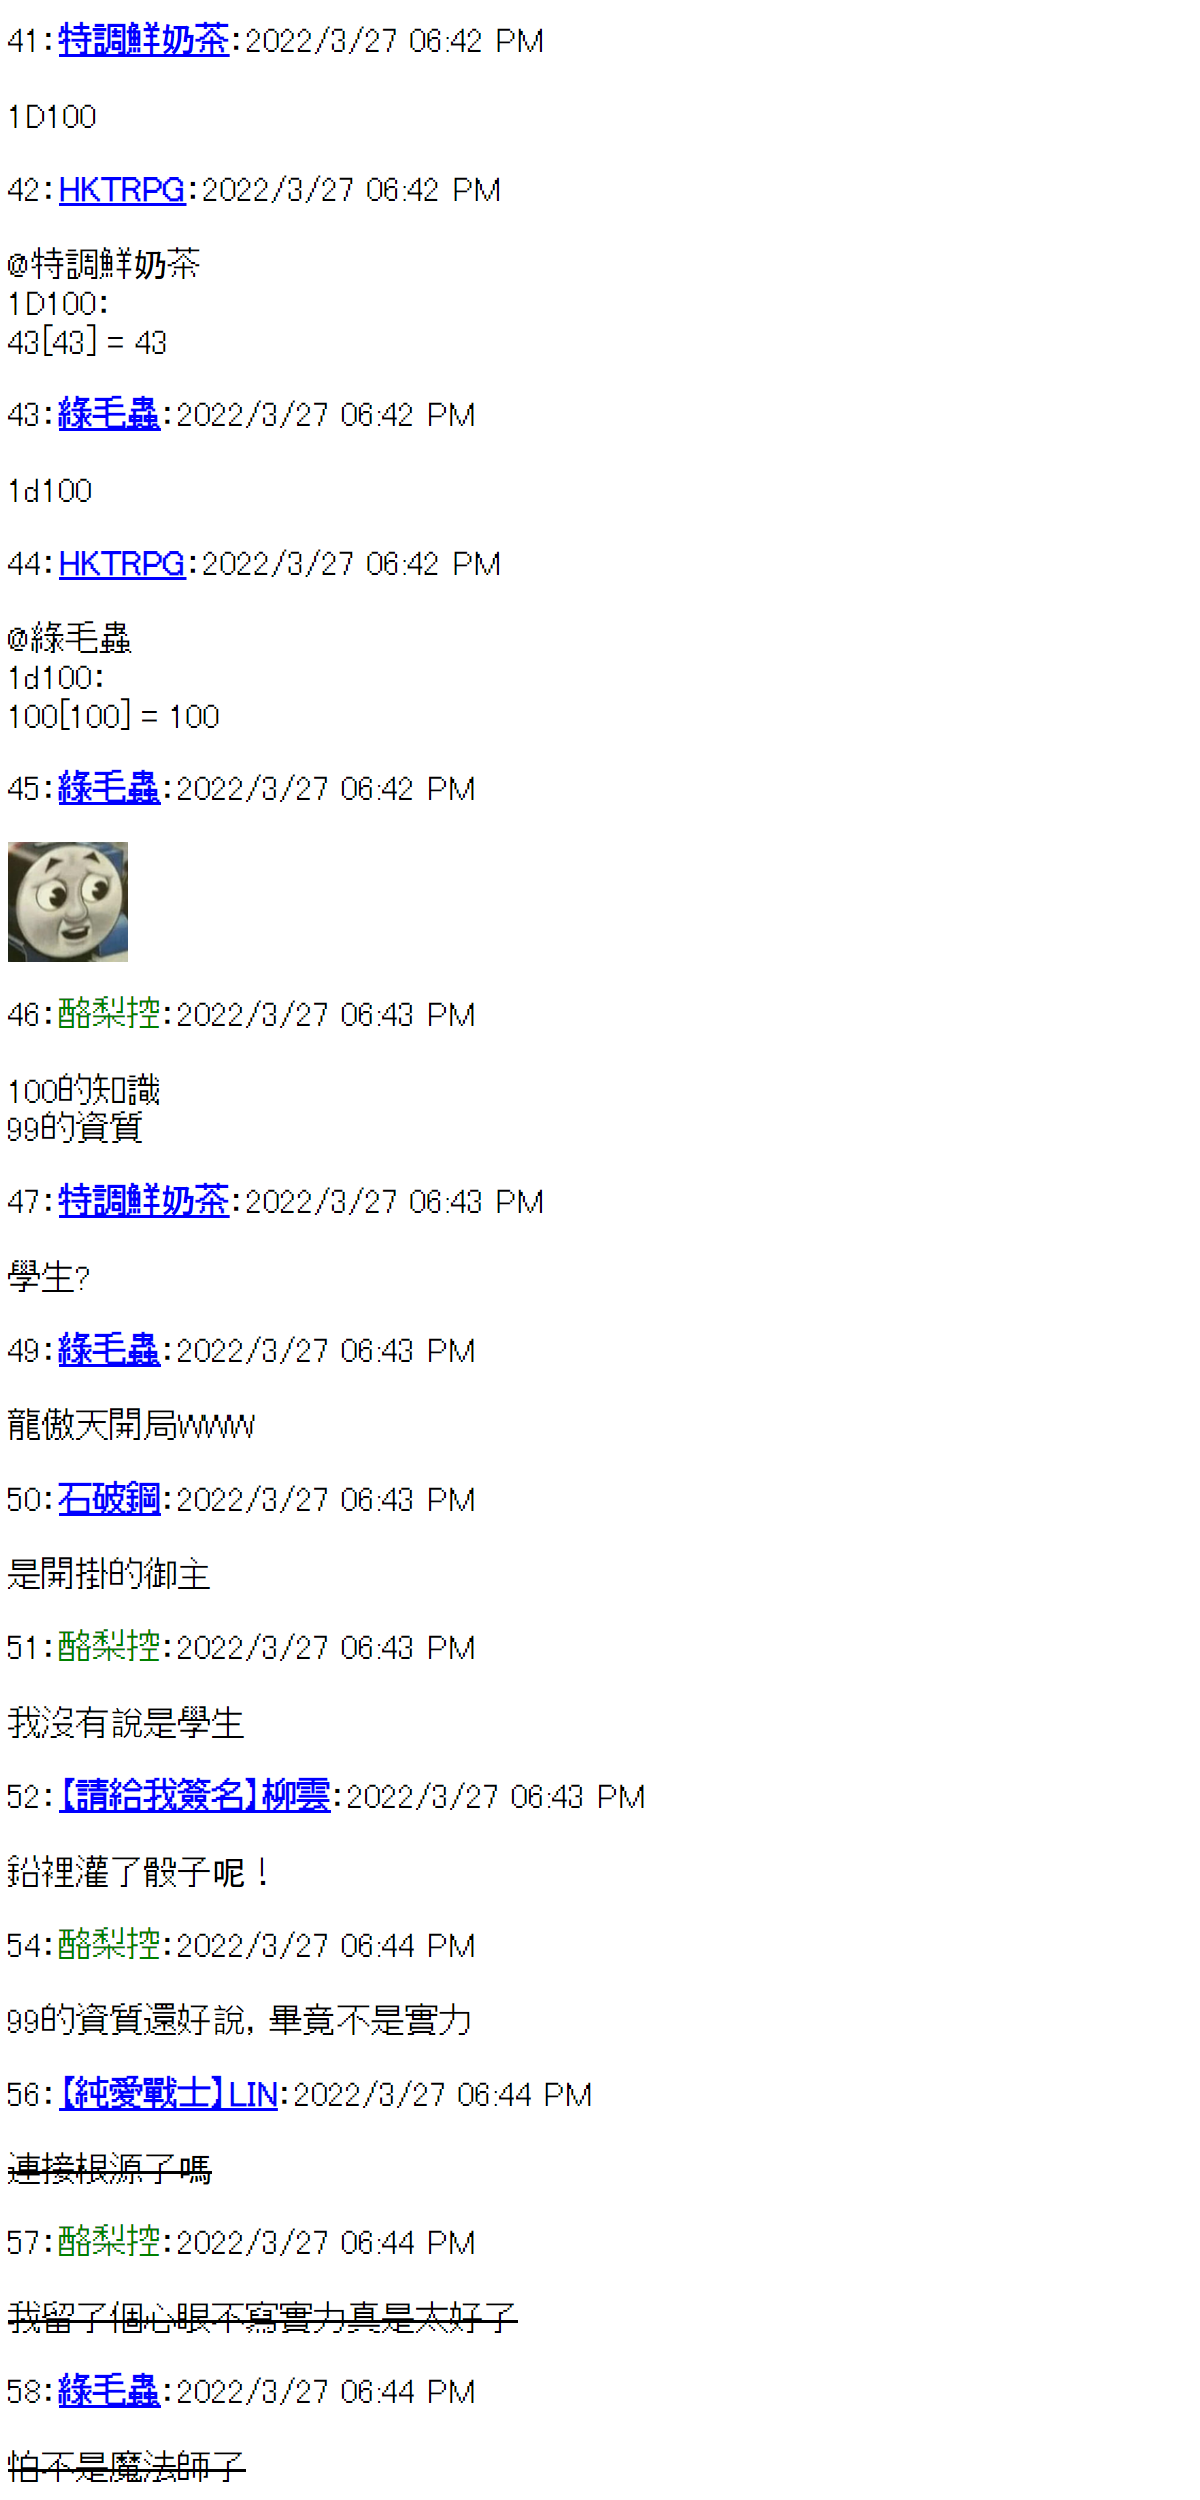 41:特調鮮奶茶:2022/3/27 06:42 PM
1D100
42:HKTRPG:2022/3/27 06:42 PM
@特調鮮奶茶
1D100:
43[43] = 43
43:綠毛蟲:2022/3/27 06:42 PM
1d100
44:HKTRPG:2022/3/27 06:42 PM
@綠毛蟲
1d100:
100[100] = 100
45:綠毛蟲:2022/3/27 06:42 PM
46:酪梨控:2022/3/27 06:43 PM
100的知識
99的資質
47:特調鮮奶茶:2022/3/27 06:43 PM
學生?
49:綠毛蟲:2022/3/27 06:43 PM
龍傲天開局WWW
50:石破鋼:2022/3/27 06:43 PM
是開掛的御主
51:酪梨控:2022/3/27 06:43 PM
我沒有說是學生
52:【請給我簽名】柳雲:2022/3/27 06:43 PM
鉛裡灌了骰子呢！
54:酪梨控:2022/3/27 06:44 PM
99的資質還好說, 畢竟不是實力
56:【純愛戰士】LIN:2022/3/27 06:44 PM
連接根源了嗎
57:酪梨控:2022/3/27 06:44 PM
我留了個心眼不寫實力真是太好了
58:綠毛蟲:2022/3/27 06:44 PM
怕不是魔法師了